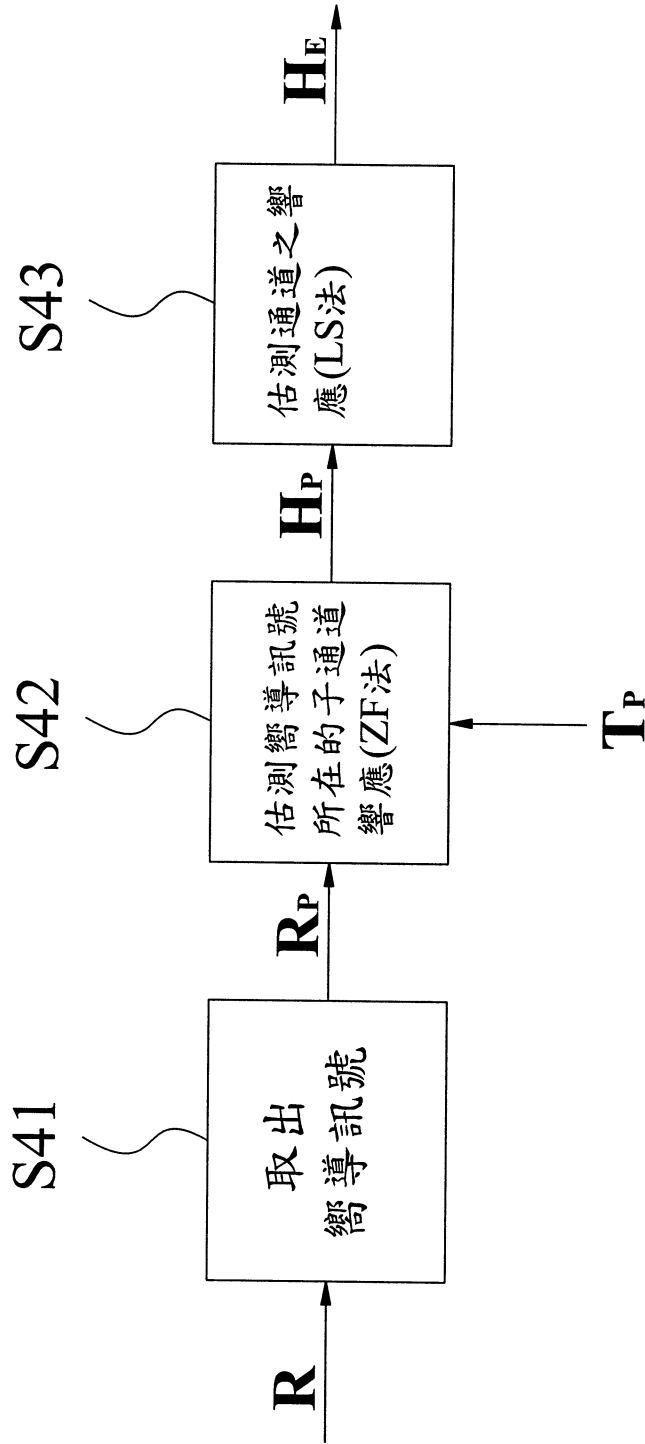 S41
S42
S43
R
取出
嚮導訊號
R_P
估測嚮導訊號
所在的子通道
響應(ZF法)
T_P
H_P
估測通道之響
應(LS法)
H_E